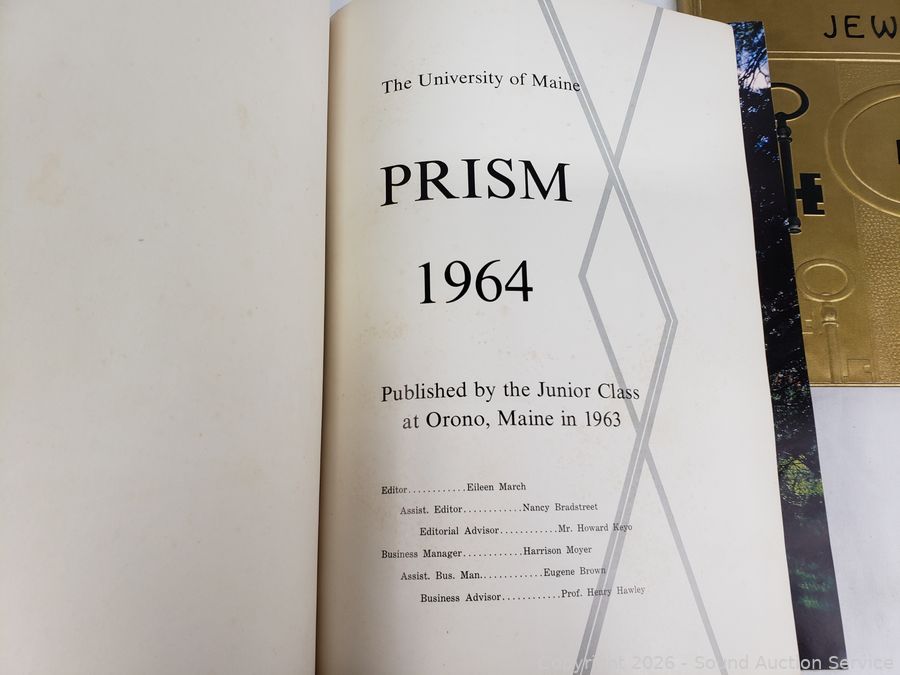 The University of Maine
PRISM
1964
Published by the Junior Class
at Orono, Maine in 1963
Editor............Eileen March
Assist. Editor............Nancy Bradstreet
Editorial Advisor............Mr. Howard Keyo
Business Manager............Harrison Moyer
Assist. Bus. Man.............Eugene Brown
Business Advisor............Prof. Henry Hawley
JEW
Copyright 2026 - Sound Auction Service